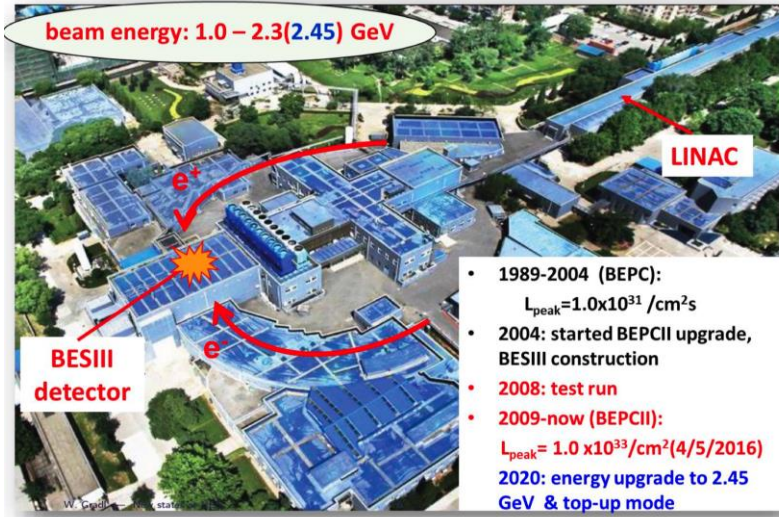 beam energy: 1.0 – 2.3(2.45) GeV
LINAC
e⁺
BESIII
detector
e⁻
• 1989-2004 (BEPC):
Lpeak=1.0x10³¹ /cm²s
• 2004: started BEPCII upgrade,
BESIII construction
• 2008: test run
• 2009-now (BEPCII):
Lpeak= 1.0 x10³³/cm²(4/5/2016)
2020: energy upgrade to 2.45
GeV & top-up mode
W. Gradl —